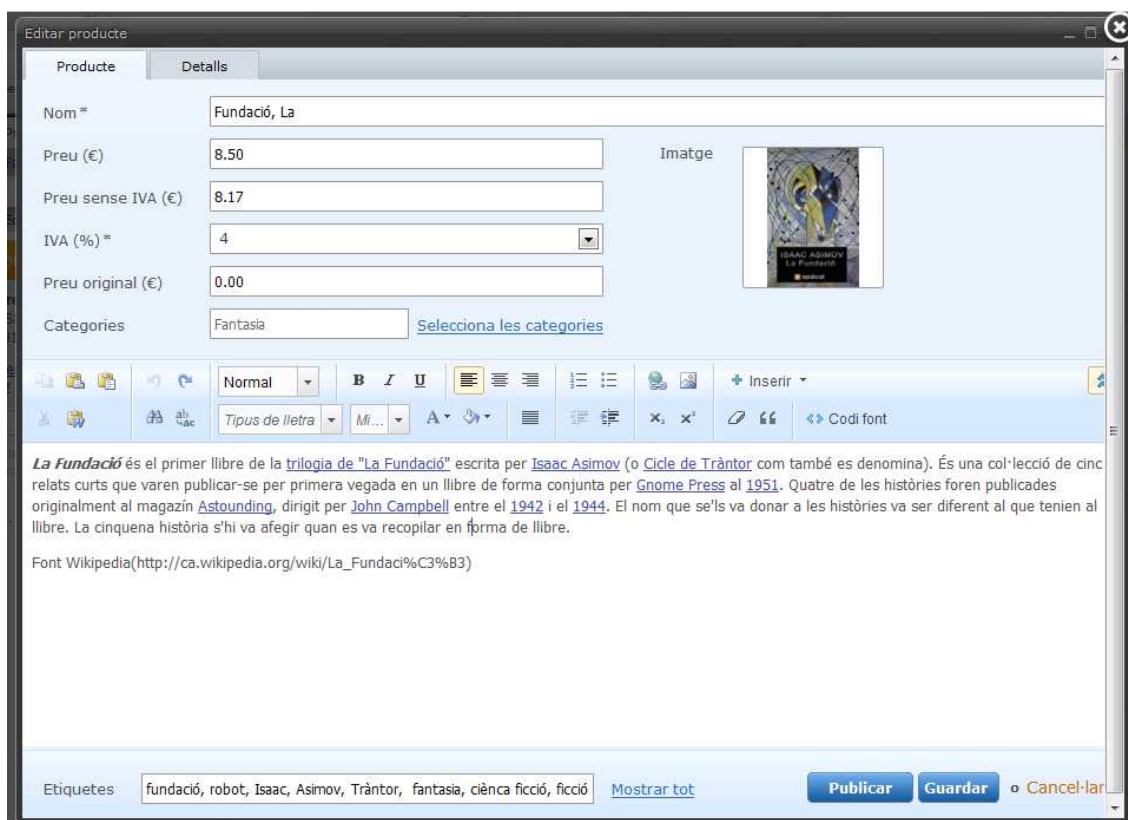 Editar producte
Producte Detalls
Nom * Fundació, La
Preu (€) 8.50 Imatge
Preu sense IVA (€) 8.17
IVA (%) * 4
ISAAC ASIMOV
La Fundació
Preu original (€) 0.00
Categories Fantasia Selecciona les categories
Normal B I U + Inserir
Tipus de lletra Mi... A x₂ x² <> Codi font
La Fundació és el primer llibre de la trilogia de "La Fundació" escrita per Isaac Asimov (o Cicle de Tràntor com també es denomina). És una col·lecció de cinc
relats curts que varen publicar-se per primera vegada en un llibre de forma conjunta per Gnome Press al 1951. Quatre de les històries foren publicades
originalment al magazín Astounding, dirigit per John Campbell entre el 1942 i el 1944. El nom que se'ls va donar a les històries va ser diferent al que tenien al
llibre. La cinquena història s'hi va afegir quan es va recopilar en forma de llibre.
Font Wikipedia(http://ca.wikipedia.org/wiki/La_Fundaci%C3%B3)
Etiquetes fundació, robot, Isaac, Asimov, Tràntor, fantasia, ciènca ficció, ficció Mostrar tot Publicar Guardar o Cancel·lar